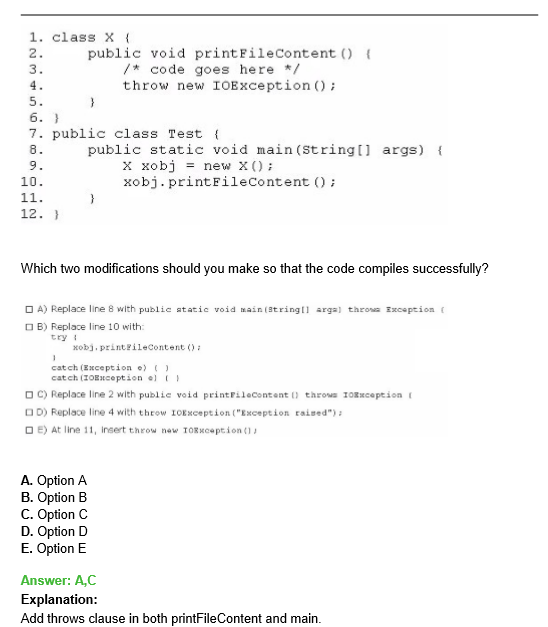 1. class X {
2. public void printFileContent() {
3. /* code goes here */
4. throw new IOException();
5. }
6. }
7. public class Test {
8. public static void main(String[] args) {
9. X xobj = new X();
10. xobj.printFileContent();
11. }
12. }
Which two modifications should you make so that the code compiles successfully?
A) Replace line 8 with public static void main(String[] args) throws Exception {
B) Replace line 10 with:
try {
xobj.printFileContent();
}
catch(Exception e) { }
catch(IOException e) { }
C) Replace line 2 with public void printFileContent() throws IOException {
D) Replace line 4 with throw IOException("Exception raised");
E) At line 11, insert throw new IOException();
A. Option A
B. Option B
C. Option C
D. Option D
E. Option E
Answer: A,C
Explanation:
Add throws clause in both printFileContent and main.